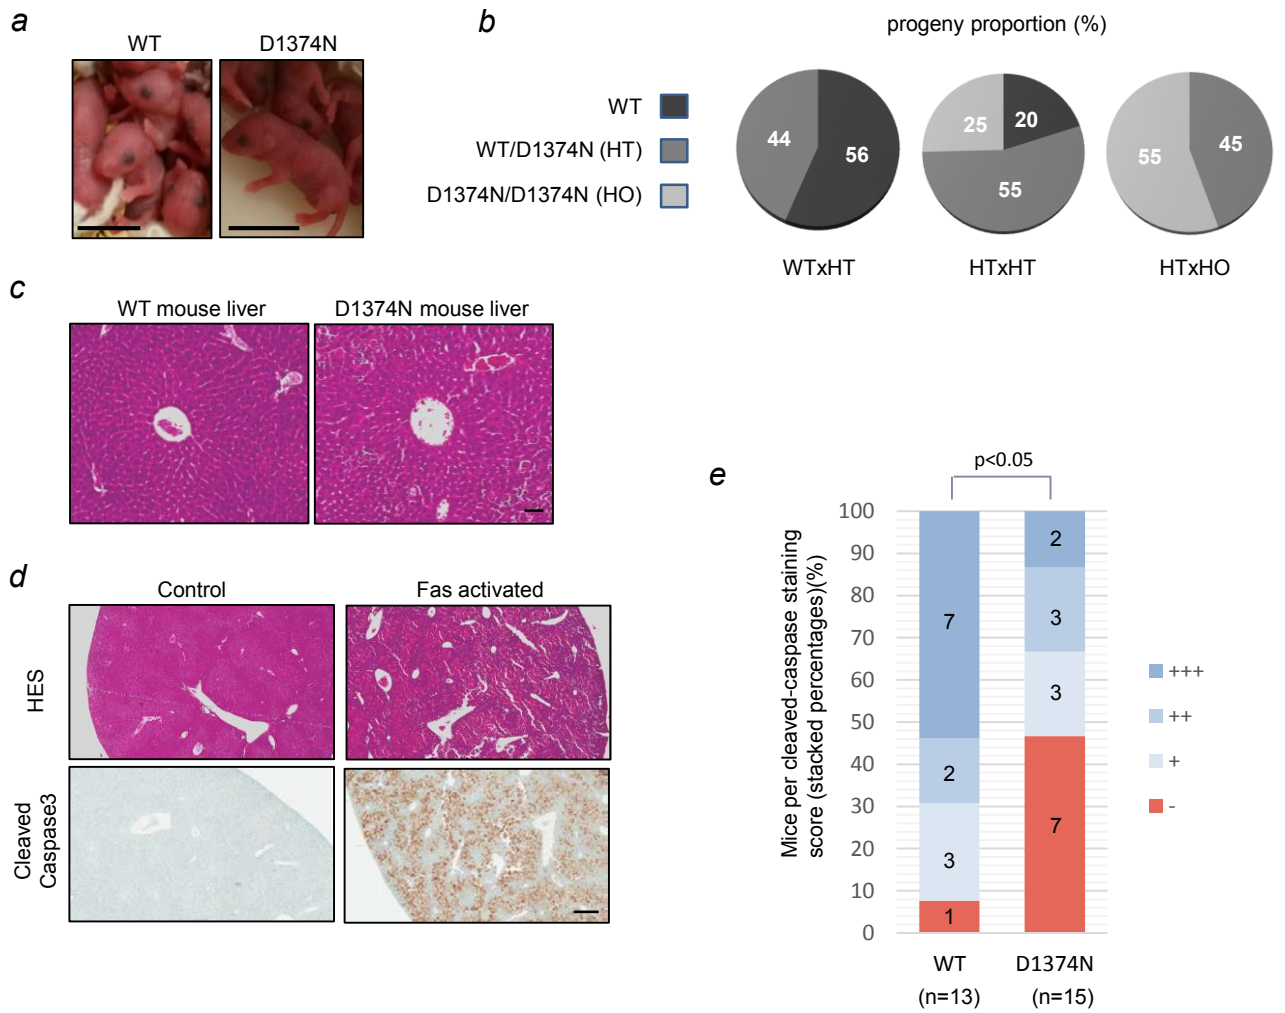 a
WT
D1374N
b
progeny proportion (%)
WT
WT/D1374N (HT)
D1374N/D1374N (HO)
44
56
25
20
55
55
45
WTxHT
HTxHT
HTxHO
c
WT mouse liver
D1374N mouse liver
d
Control
Fas activated
HES
Cleaved
Caspase3
e
p<0.05
Mice per cleaved-caspase staining
score (stacked percentages)(%)
100
90
80
70
60
50
40
30
20
10
0
7
2
3
1
2
3
3
7
WT
(n=13)
D1374N
(n=15)
+++
++
+
-